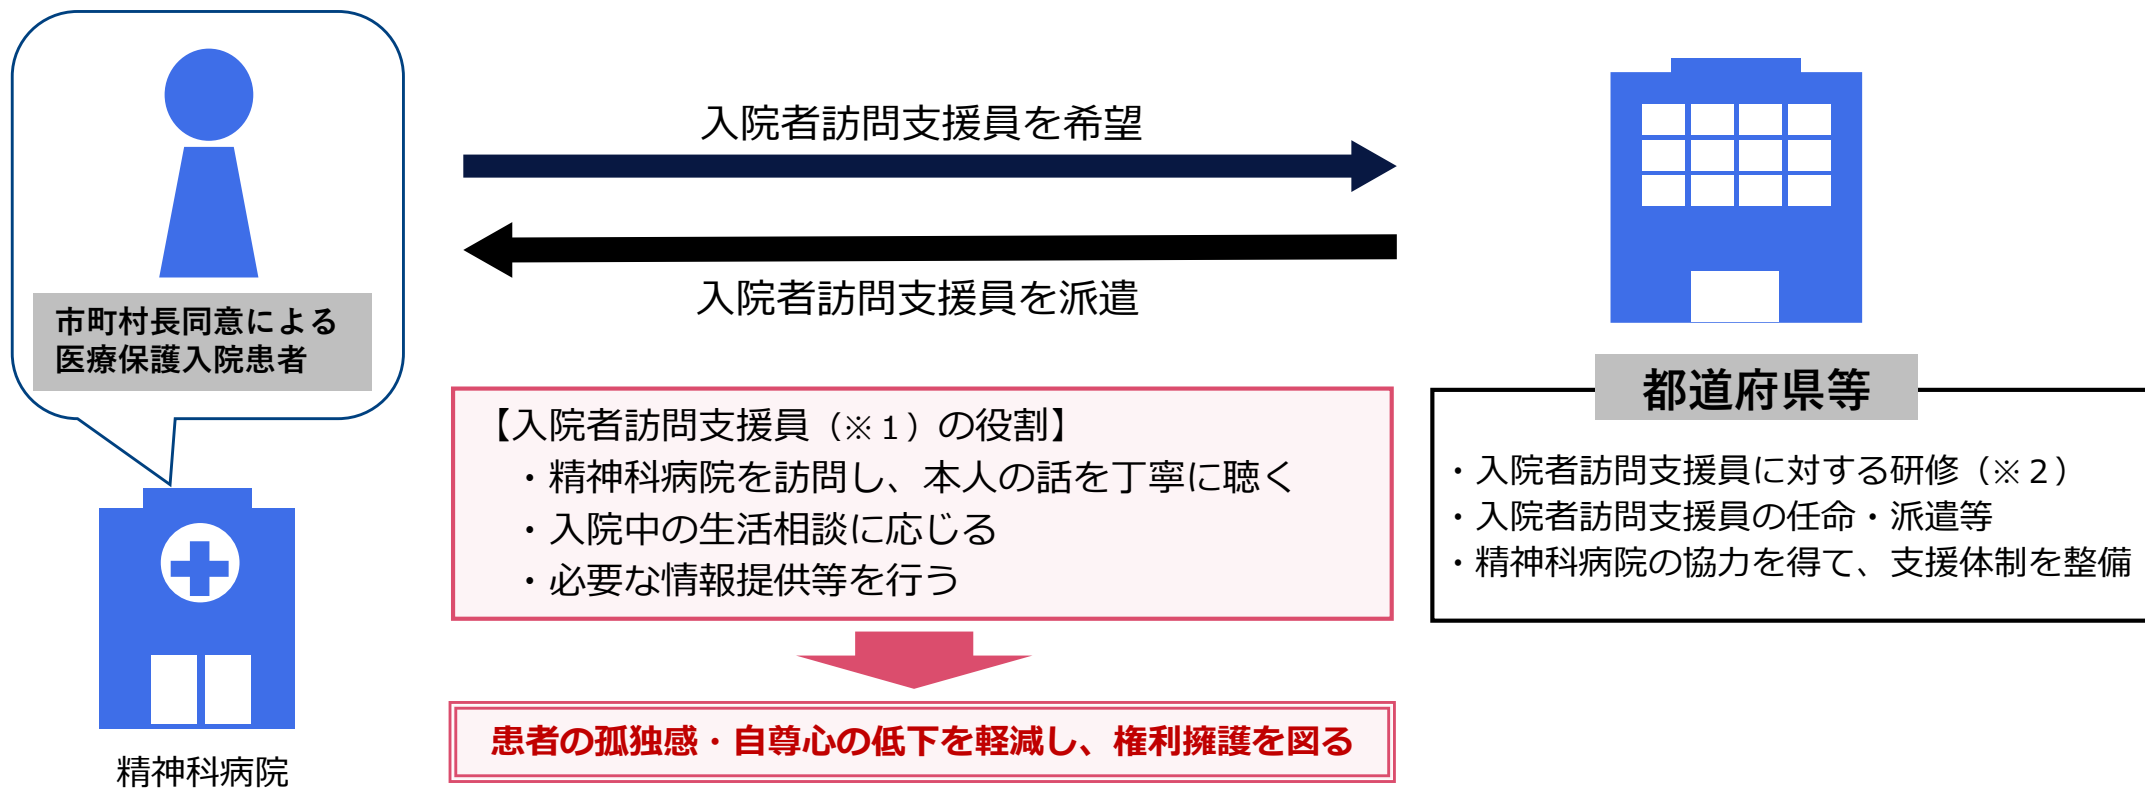 入院者訪問支援員を希望
入院者訪問支援員を派遣
市町村長同意による
医療保護入院患者
精神科病院
【入院者訪問支援員（※１）の役割】
・精神科病院を訪問し、本人の話を丁寧に聴く
・入院中の生活相談に応じる
・必要な情報提供等を行う
患者の孤独感・自尊心の低下を軽減し、権利擁護を図る
都道府県等
・入院者訪問支援員に対する研修（※２）
・入院者訪問支援員の任命・派遣等
・精神科病院の協力を得て、支援体制を整備